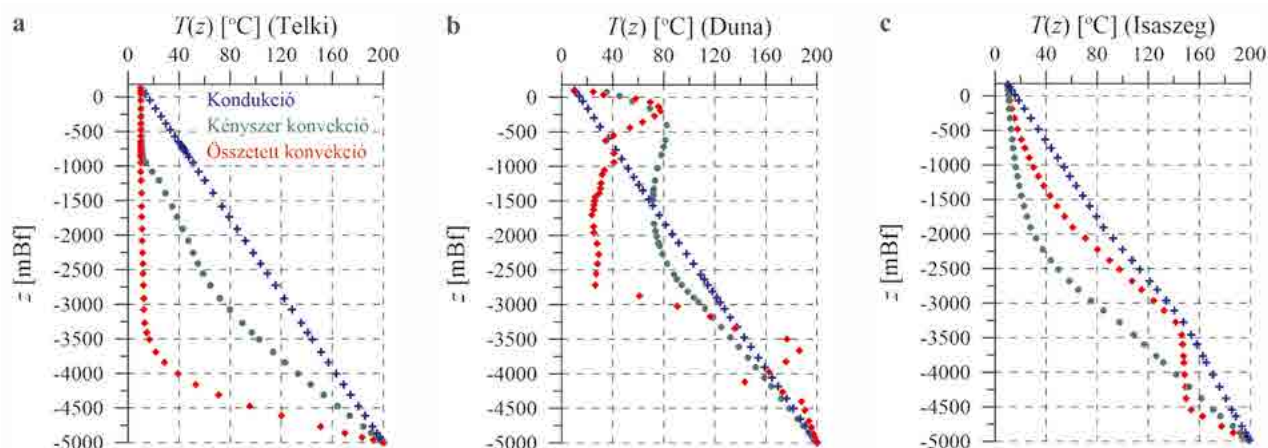 a T(z) [°C] (Telki)
0 40 80 120 160 200
0
-500
-1000
-1500
-2000
-2500
-3000
-3500
-4000
-4500
-5000
z [mBf]
Kondukció
Kényszer konvekció
Összetett konvekció
b T(z) [°C] (Duna)
0 40 80 120 160 200
0
-500
-1000
-1500
-2000
-2500
-3000
-3500
-4000
-4500
-5000
z [mBf]
c T(z) [°C] (Isaszeg)
0 40 80 120 160 200
0
-500
-1000
-1500
-2000
-2500
-3000
-3500
-4000
-4500
-5000
z [mBf]